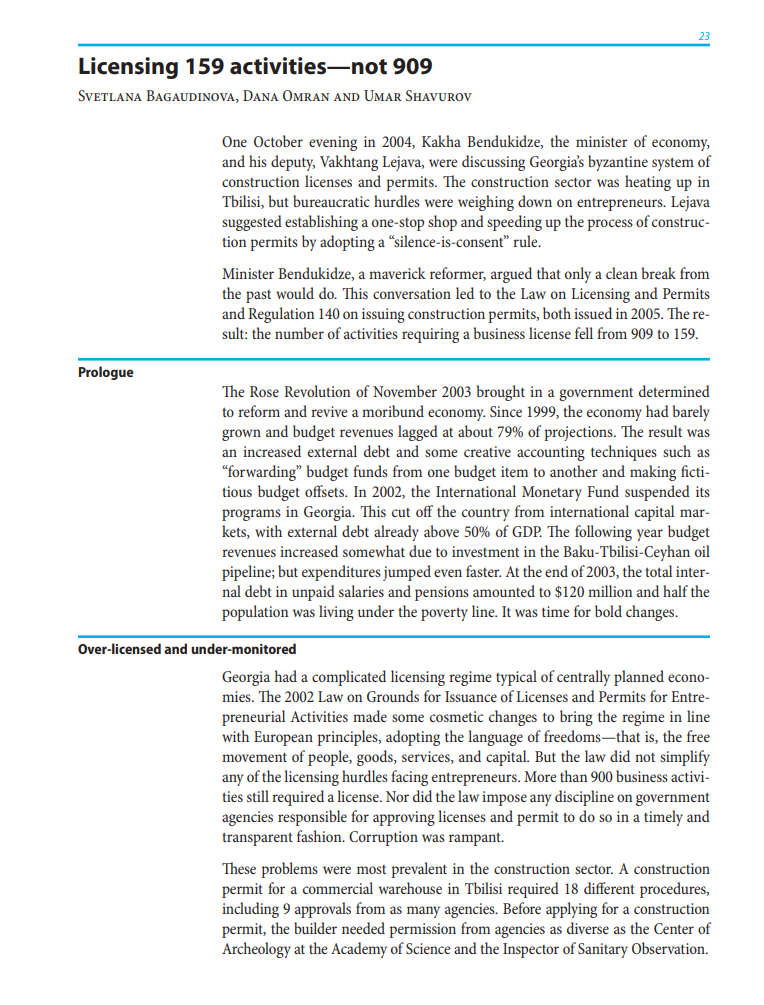 23
Licensing 159 activities—not 909
Svetlana Bagaudinova, Dana Omran and Umar Shavurov
One October evening in 2004, Kakha Bendukidze, the minister of economy,
and his deputy, Vakhtang Lejava, were discussing Georgia’s byzantine system of
construction licenses and permits. The construction sector was heating up in
Tbilisi, but bureaucratic hurdles were weighing down on entrepreneurs. Lejava
suggested establishing a one-stop shop and speeding up the process of construc-
tion permits by adopting a “silence-is-consent” rule.
Minister Bendukidze, a maverick reformer, argued that only a clean break from
the past would do. This conversation led to the Law on Licensing and Permits
and Regulation 140 on issuing construction permits, both issued in 2005. The re-
sult: the number of activities requiring a business license fell from 909 to 159.
Prologue
The Rose Revolution of November 2003 brought in a government determined
to reform and revive a moribund economy. Since 1999, the economy had barely
grown and budget revenues lagged at about 79% of projections. The result was
an increased external debt and some creative accounting techniques such as
“forwarding” budget funds from one budget item to another and making ficti-
tious budget offsets. In 2002, the International Monetary Fund suspended its
programs in Georgia. This cut off the country from international capital mar-
kets, with external debt already above 50% of GDP. The following year budget
revenues increased somewhat due to investment in the Baku-Tbilisi-Ceyhan oil
pipeline; but expenditures jumped even faster. At the end of 2003, the total inter-
nal debt in unpaid salaries and pensions amounted to $120 million and half the
population was living under the poverty line. It was time for bold changes.
Over-licensed and under-monitored
Georgia had a complicated licensing regime typical of centrally planned econo-
mies. The 2002 Law on Grounds for Issuance of Licenses and Permits for Entre-
preneurial Activities made some cosmetic changes to bring the regime in line
with European principles, adopting the language of freedoms—that is, the free
movement of people, goods, services, and capital. But the law did not simplify
any of the licensing hurdles facing entrepreneurs. More than 900 business activi-
ties still required a license. Nor did the law impose any discipline on government
agencies responsible for approving licenses and permit to do so in a timely and
transparent fashion. Corruption was rampant.
These problems were most prevalent in the construction sector. A construction
permit for a commercial warehouse in Tbilisi required 18 different procedures,
including 9 approvals from as many agencies. Before applying for a construction
permit, the builder needed permission from agencies as diverse as the Center of
Archeology at the Academy of Science and the Inspector of Sanitary Observation.